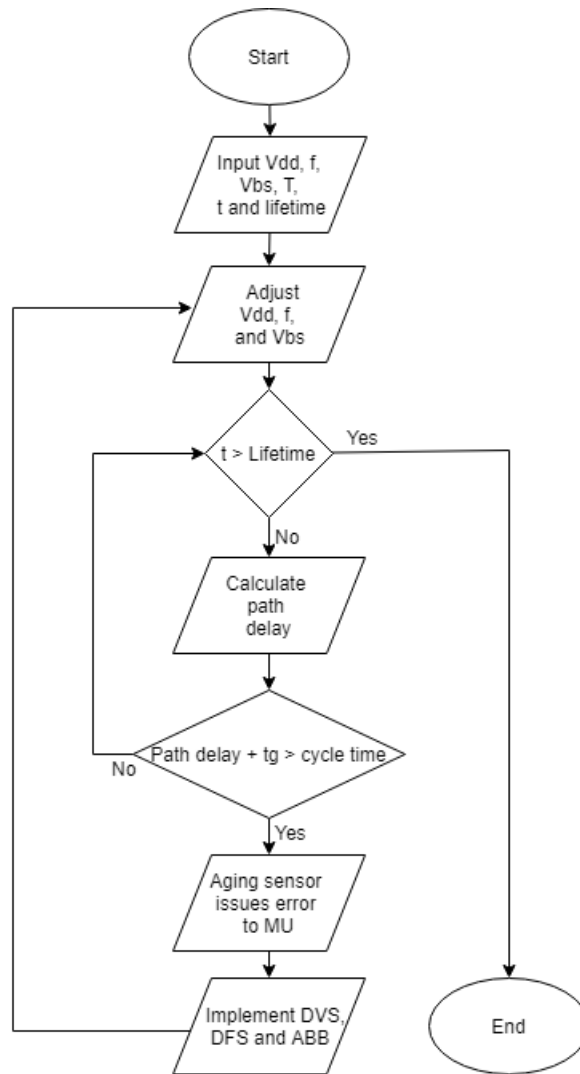 Start
Input Vdd, f,
Vbs, T,
t and lifetime
Adjust
Vdd, f,
and Vbs
t > Lifetime
Yes
No
Calculate
path
delay
Path delay + tg > cycle time
No
Yes
Aging sensor
issues error
to MU
Implement DVS,
DFS and ABB
End